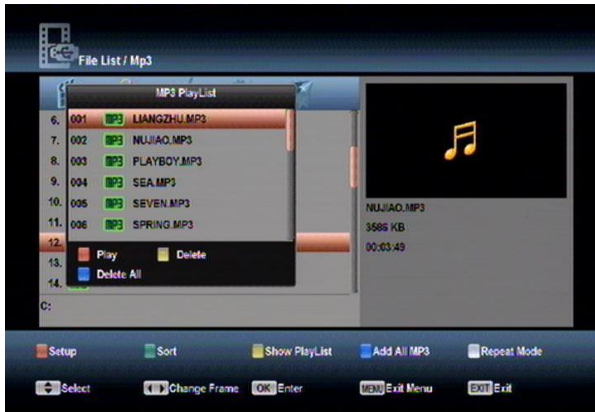 File List / Mp3
MP3 PlayList
6. 001 MP3 LIANGZHU.MP3
7. 002 MP3 NUJIAO.MP3
8. 003 MP3 PLAYBOY.MP3
9. 004 MP3 SEA.MP3
10. 005 MP3 SEVEN.MP3
11. 006 MP3 SPRING.MP3
12.
13.
14.
Play Delete
Delete All
NUJIAO.MP3
3586 KB
00:03:49
C:
Setup Sort Show PlayList Add All MP3 Repeat Mode
Select Change Frame OK Enter MENU Exit Menu EXIT Exit